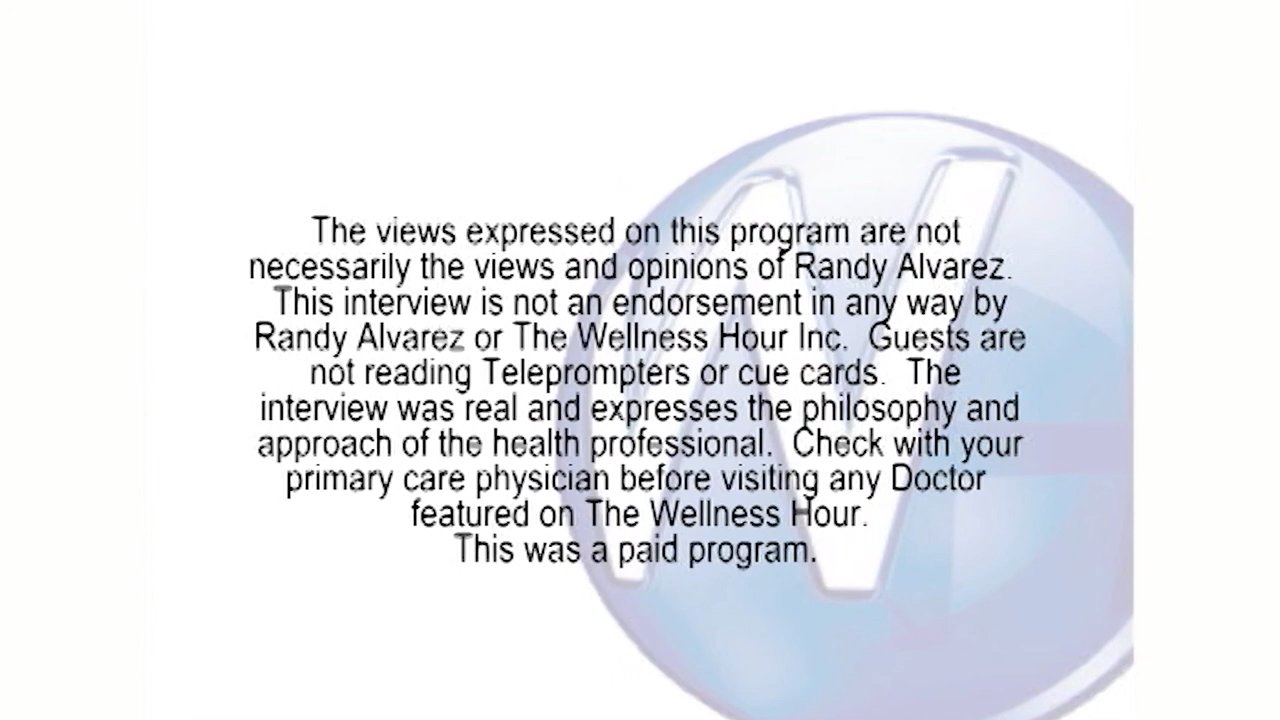 The views expressed on this program are not
necessarily the views and opinions of Randy Alvarez.
This interview is not an endorsement in any way by
Randy Alvarez or The Wellness Hour Inc.  Guests are
not reading Teleprompters or cue cards.  The
interview was real and expresses the philosophy and
approach of the health professional.  Check with your
primary care physician before visiting any Doctor
featured on The Wellness Hour.
This was a paid program.